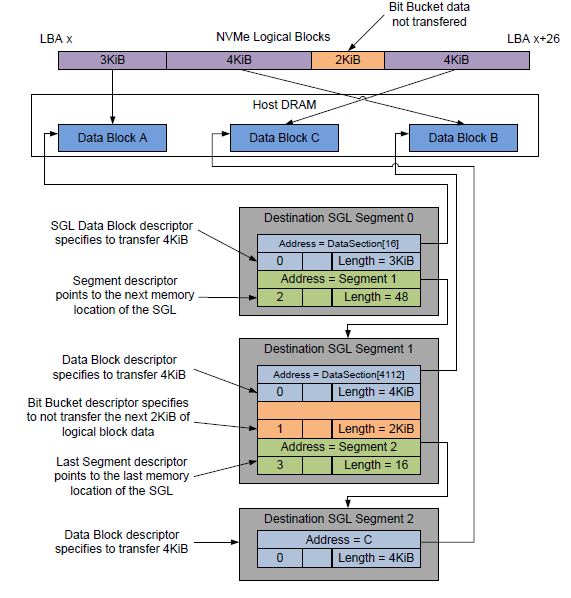 Bit Bucket data
not transfered
LBA x
NVMe Logical Blocks
LBA x+26
3KiB
4KiB
2KiB
4KiB
Host DRAM
Data Block A
Data Block C
Data Block B
Destination SGL Segment 0
SGL Data Block descriptor
specifies to transfer 4KiB
Address = DataSection[16]
0
Length = 3KiB
Segment descriptor
points to the next memory
location of the SGL
Address = Segment 1
2
Length = 48
Destination SGL Segment 1
Data Block descriptor
specifies to transfer 4KiB
Address = DataSection[4112]
0
Length = 4KiB
Bit Bucket descriptor specifies
to not transfer the next 2KiB of
logical block data
1
Length = 2KiB
Address = Segment 2
Last Segment descriptor
points to the last memory
location of the SGL
3
Length = 16
Destination SGL Segment 2
Data Block descriptor
specifies to transfer 4KiB
Address = C
0
Length = 4KiB